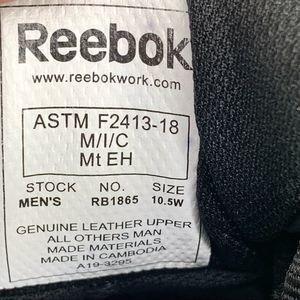 Reebok
www.reebokwork.com
ASTM F2413-18
M/I/C
Mt EH
STOCK NO. SIZE
MEN'S RB1865 10.5W
GENUINE LEATHER UPPER
ALL OTHERS MAN
MADE MATERIALS
MADE IN CAMBODIA
A19-3295